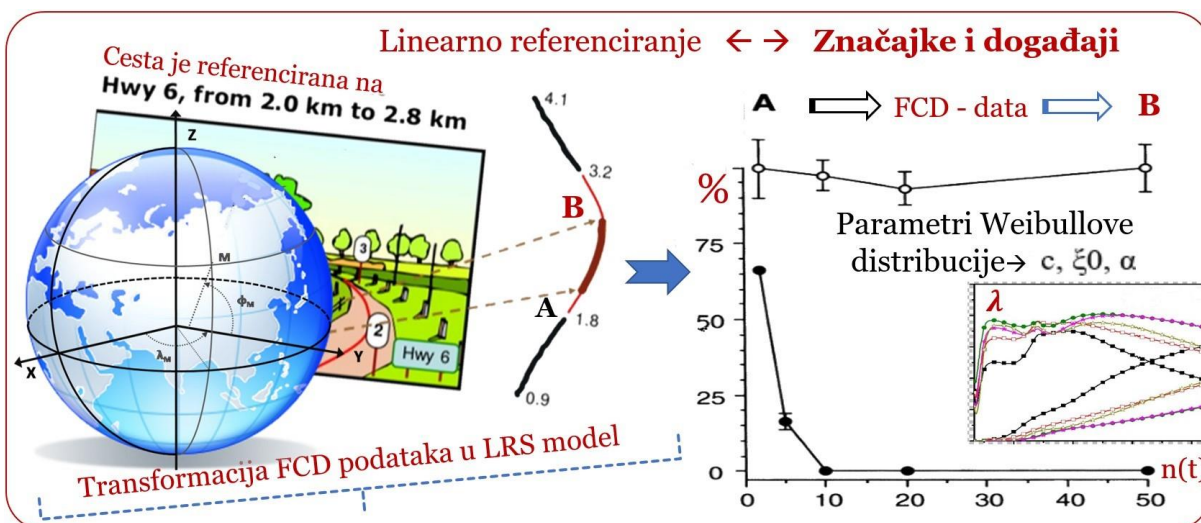 Linearno referenciranje ←→ Značajke i događaji
Cesta je referencirana na
Hwy 6, from 2.0 km to 2.8 km
Z
M
ϕM
λM
X
Y
3
2
Hwy 6
4.1
3.2
B
A
1.8
0.9
Transformacija FCD podataka u LRS model
A
FCD - data
B
%
75
50
25
0
Parametri Weibullove
distribucije→ c, ξ0, α
λ
0 10 20 30 40 50
n(t)